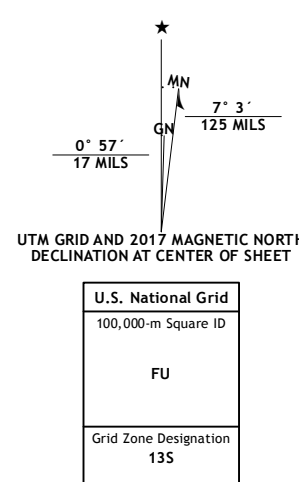 ★
MN
7° 3´
125 MILS
GN
0° 57´
17 MILS
UTM GRID AND 2017 MAGNETIC NORTH
DECLINATION AT CENTER OF SHEET
U.S. National Grid
100,000-m Square ID
FU
Grid Zone Designation
13S